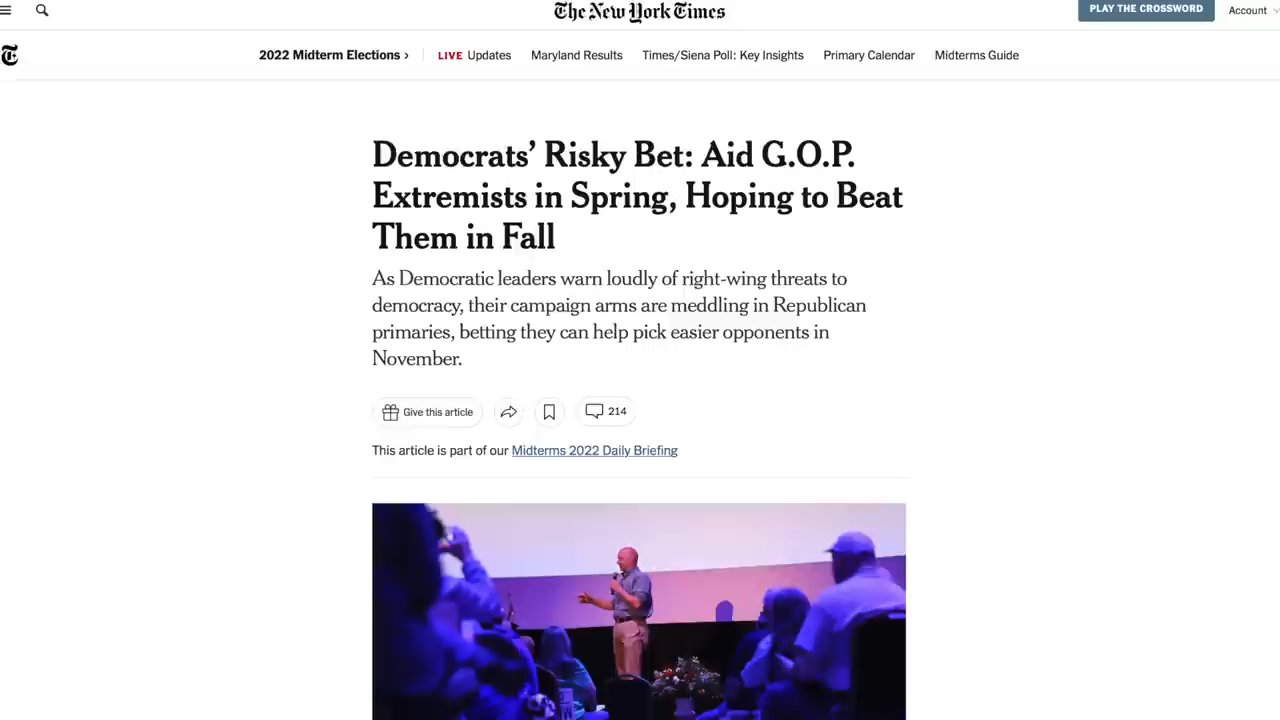 The New York Times
PLAY THE CROSSWORD
Account
2022 Midterm Elections ›
LIVE Updates
Maryland Results
Times/Siena Poll: Key Insights
Primary Calendar
Midterms Guide
Democrats’ Risky Bet: Aid G.O.P.
Extremists in Spring, Hoping to Beat
Them in Fall
As Democratic leaders warn loudly of right-wing threats to
democracy, their campaign arms are meddling in Republican
primaries, betting they can help pick easier opponents in
November.
Give this article
214
This article is part of our Midterms 2022 Daily Briefing